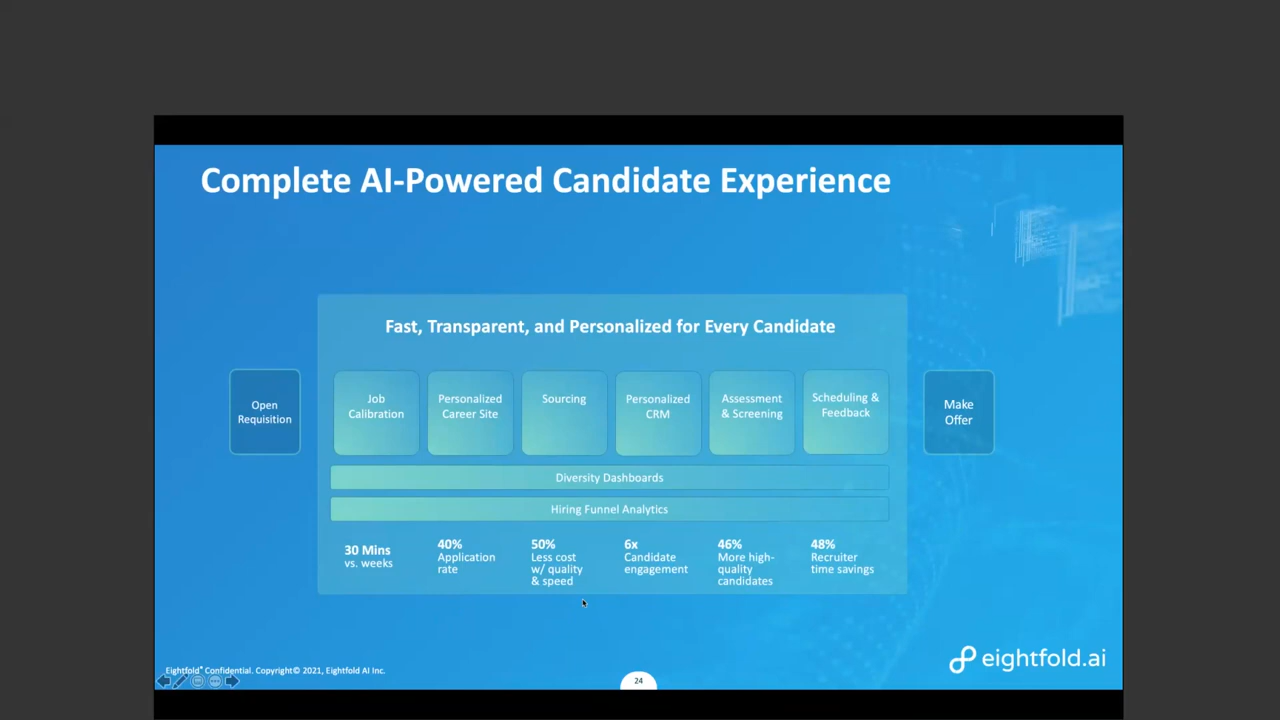 Complete AI-Powered Candidate Experience
Fast, Transparent, and Personalized for Every Candidate
Open
Requisition
Job
Calibration
Personalized
Career Site
Sourcing
Personalized
CRM
Assessment
& Screening
Scheduling &
Feedback
Make
Offer
Diversity Dashboards
Hiring Funnel Analytics
30 Mins
vs. weeks
40%
Application
rate
50%
Less cost
w/ quality
& speed
6x
Candidate
engagement
46%
More high-
quality
candidates
48%
Recruiter
time savings
Eightfold® Confidential. Copyright© 2021, Eightfold AI Inc.
24
eightfold.ai